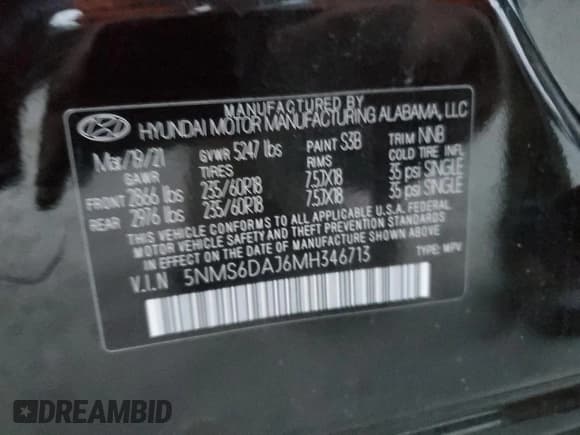 MANUFACTURED BY
HYUNDAI MOTOR MANUFACTURING ALABAMA, LLC
Mar/19/21 GVWR 5247 lbs PAINT S3B TRIM NNB
GAWR TIRES RIMS COLD TIRE INFL.
FRONT 2866 lbs 235/60R18 7.5JX18 35 psi SINGLE
REAR 2976 lbs 235/60R18 7.5JX18 35 psi SINGLE
THIS VEHICLE CONFORMS TO ALL APPLICABLE U.S.A. FEDERAL
MOTOR VEHICLE SAFETY AND THEFT PREVENTION STANDARDS
IN EFFECT ON THE DATE OF MANUFACTURE SHOWN ABOVE.
V.I.N 5NMS6DAJ6MH346713 TYPE: MPV
DREAMBID